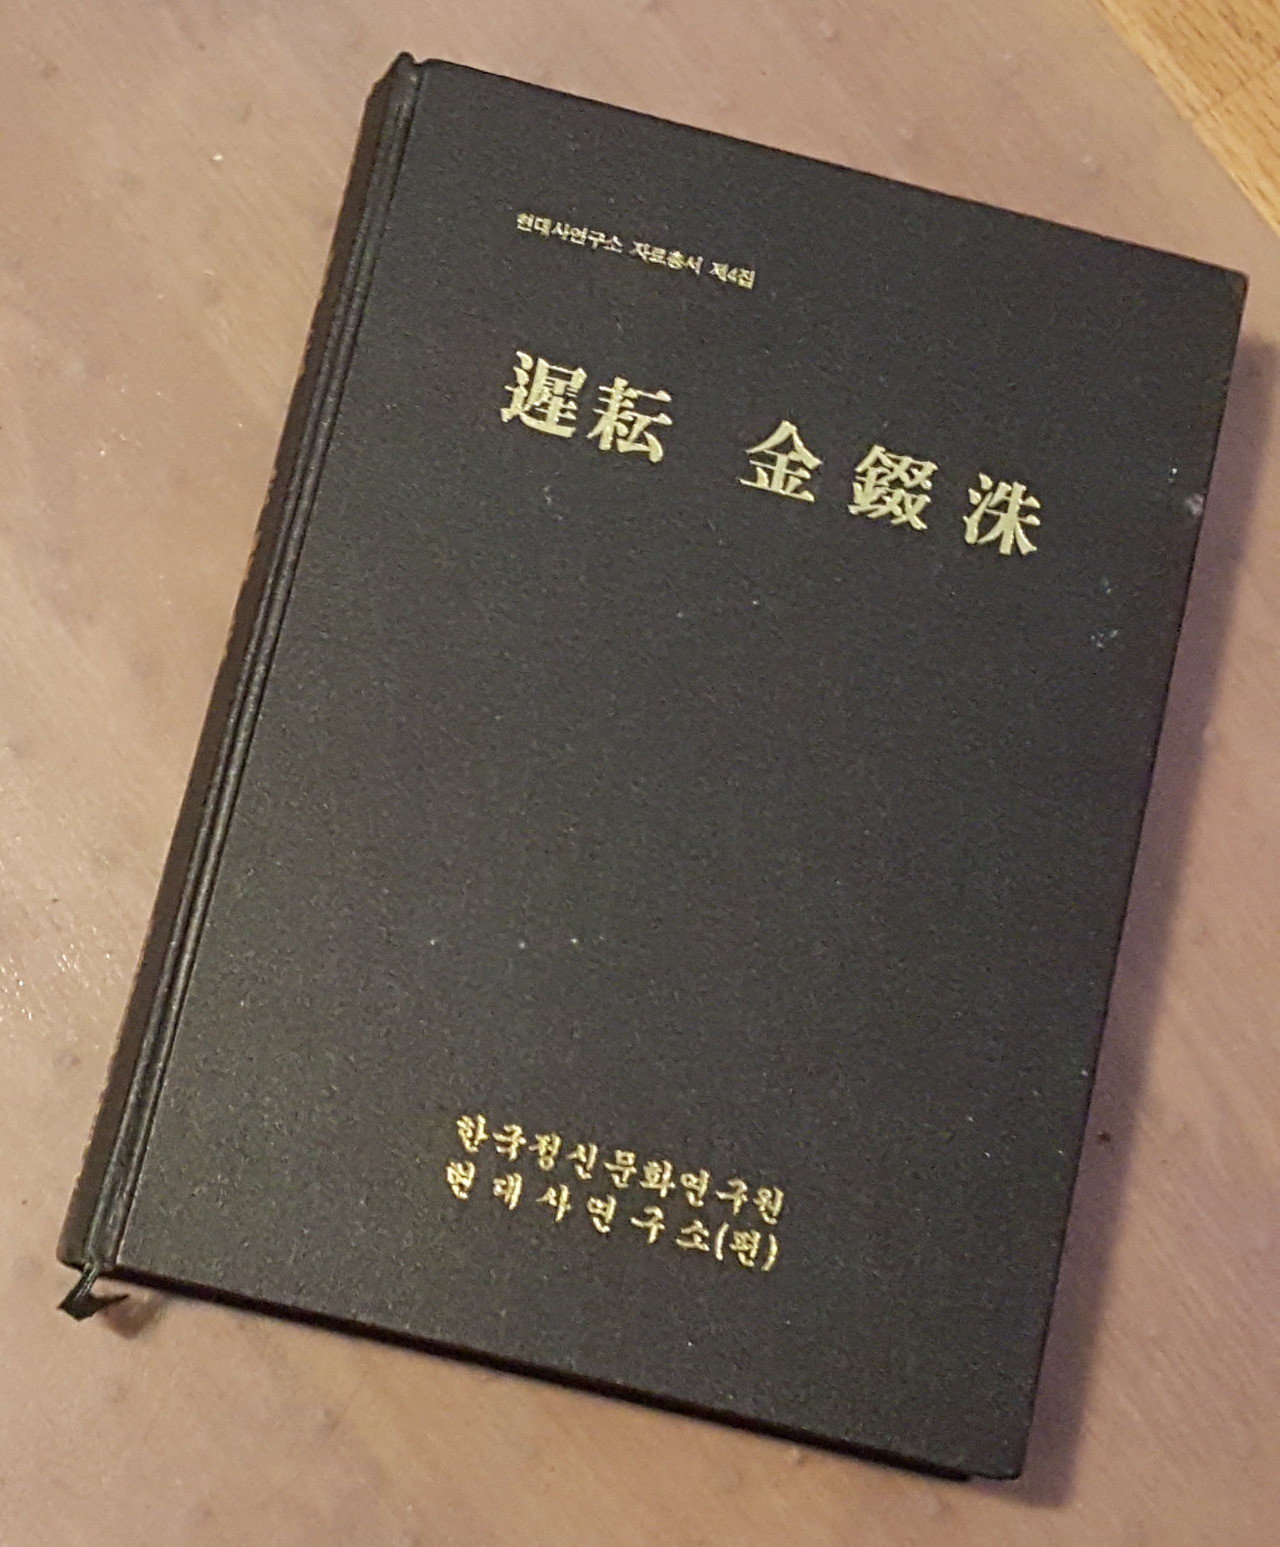 현대사연구소 자료총서 제4집
遲耘 金錣洙
한국정신문화연구원
현대사연구소(편)